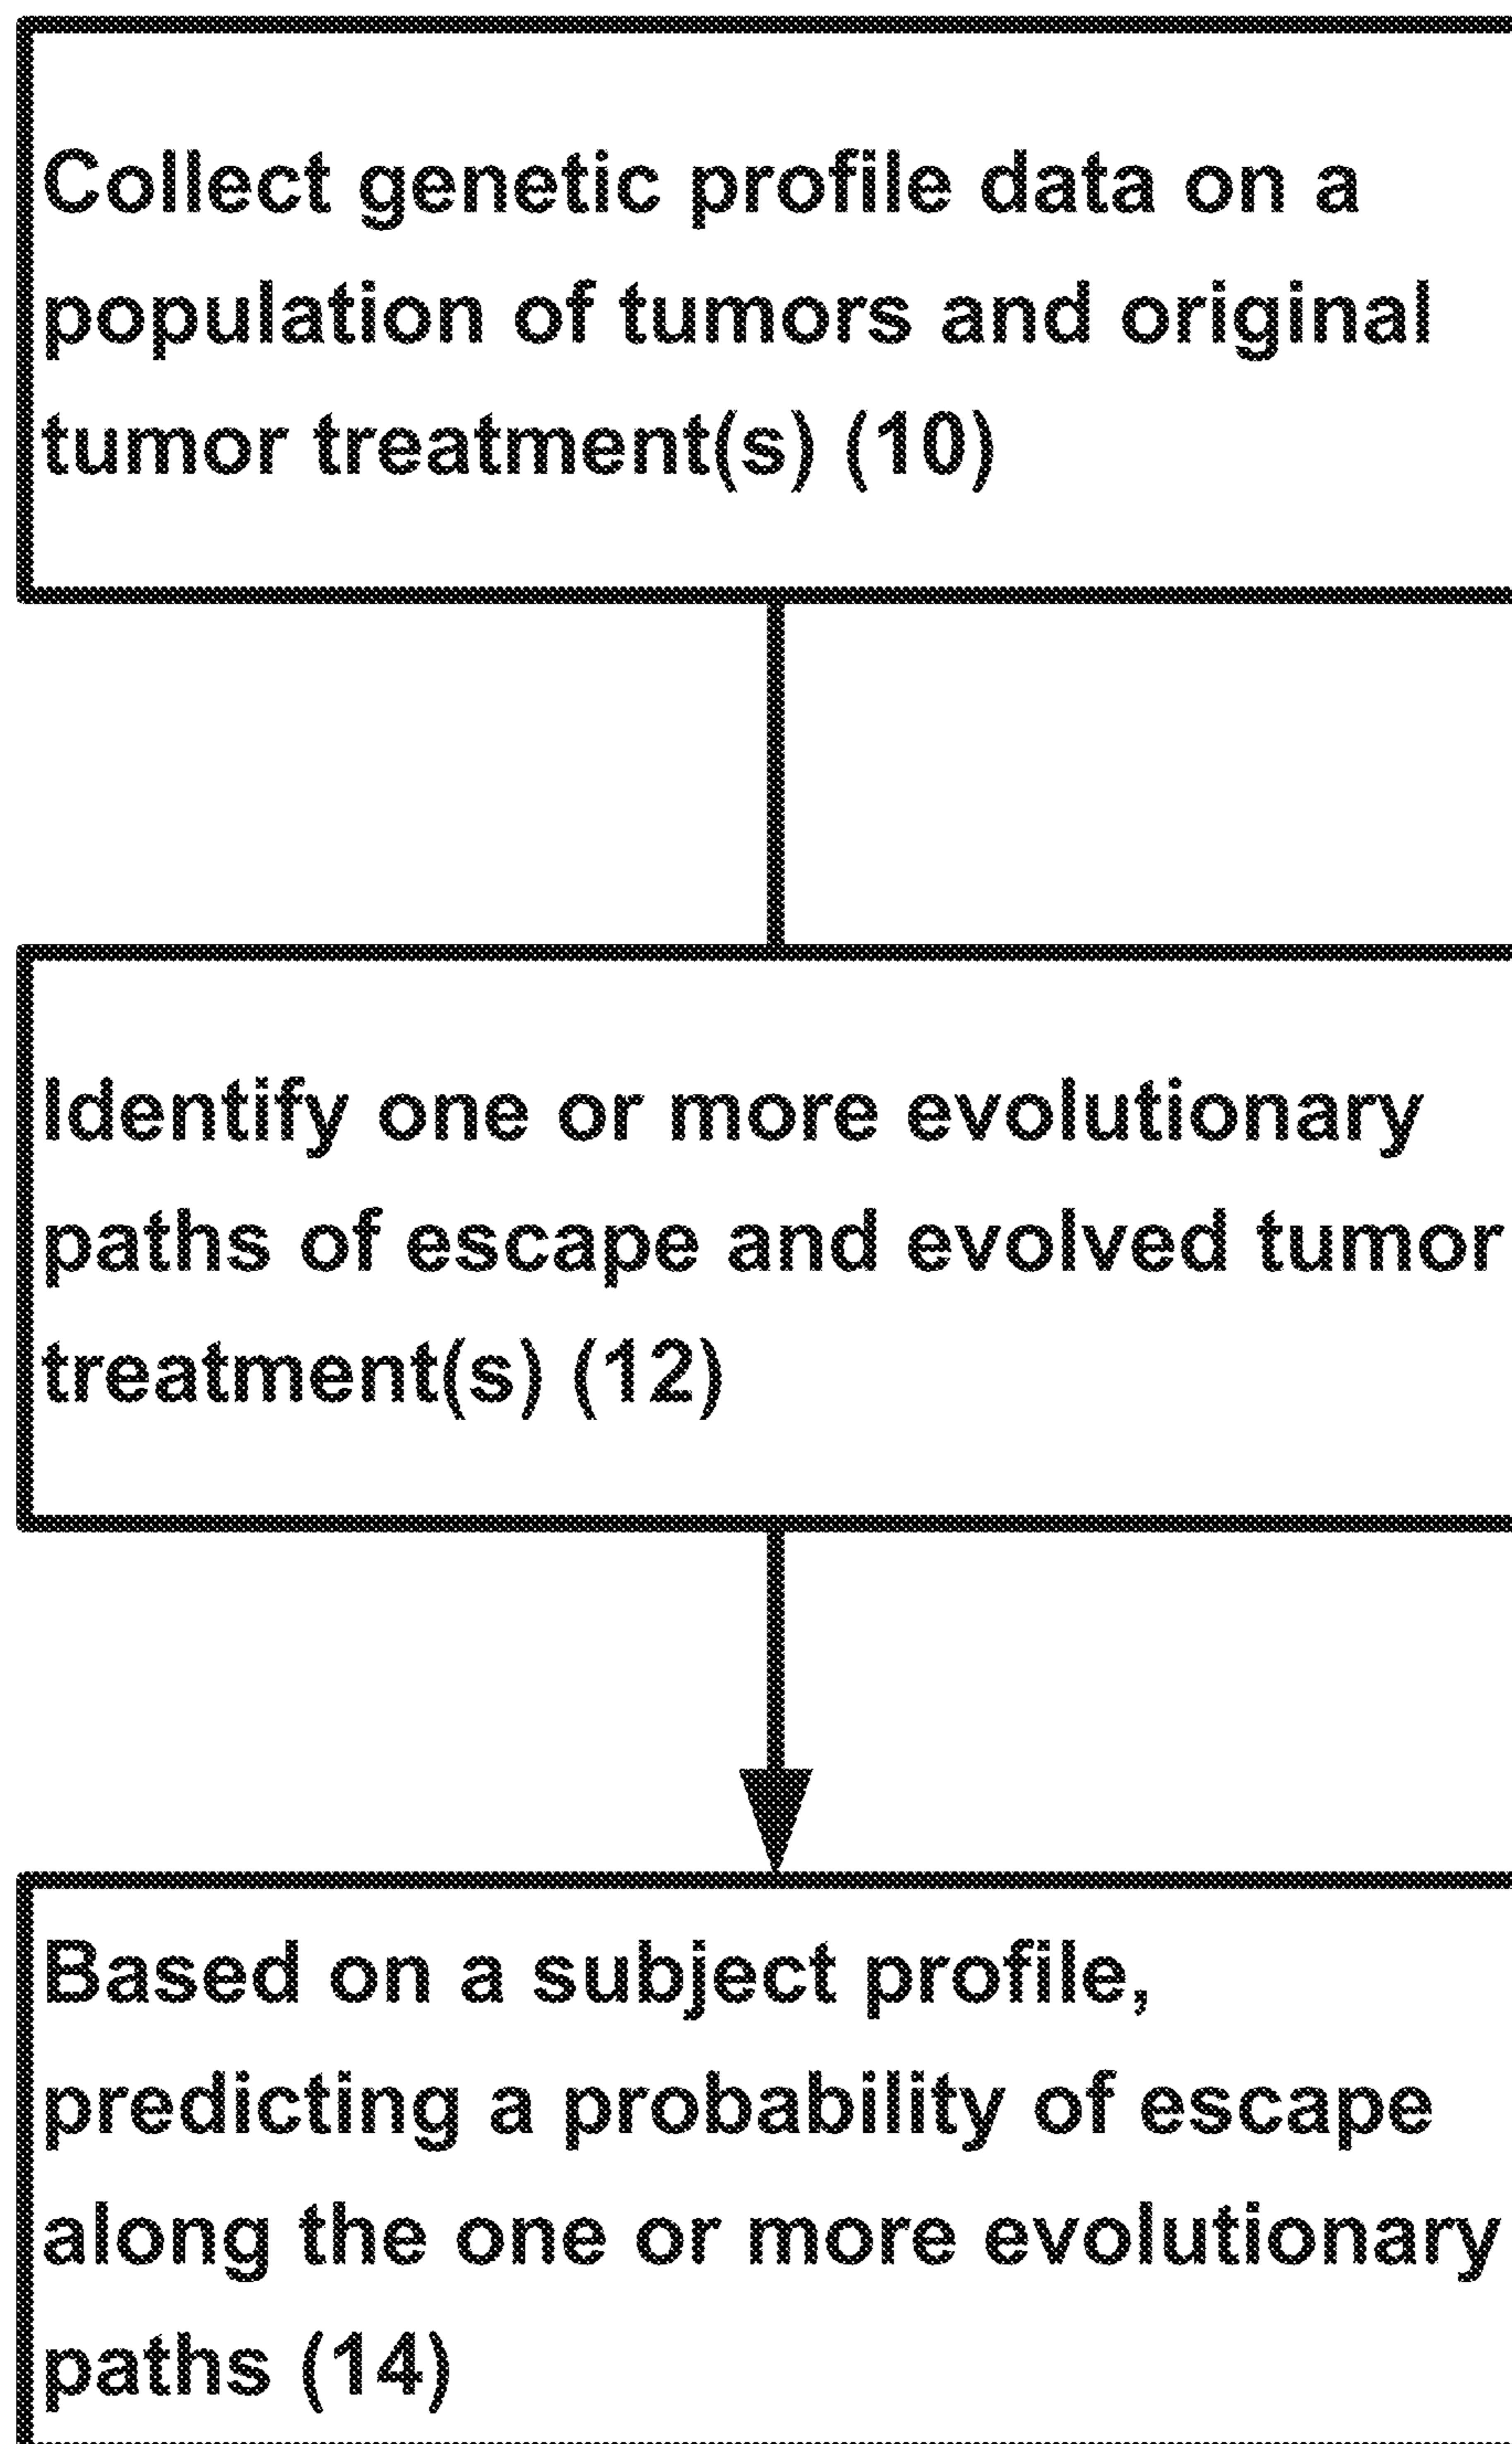 Collect genetic profile data on a
population of tumors and original
tumor treatment(s) (10)
Identify one or more evolutionary
paths of escape and evolved tumor
treatment(s) (12)
Based on a subject profile,
predicting a probability of escape
along the one or more evolutionary
paths (14)